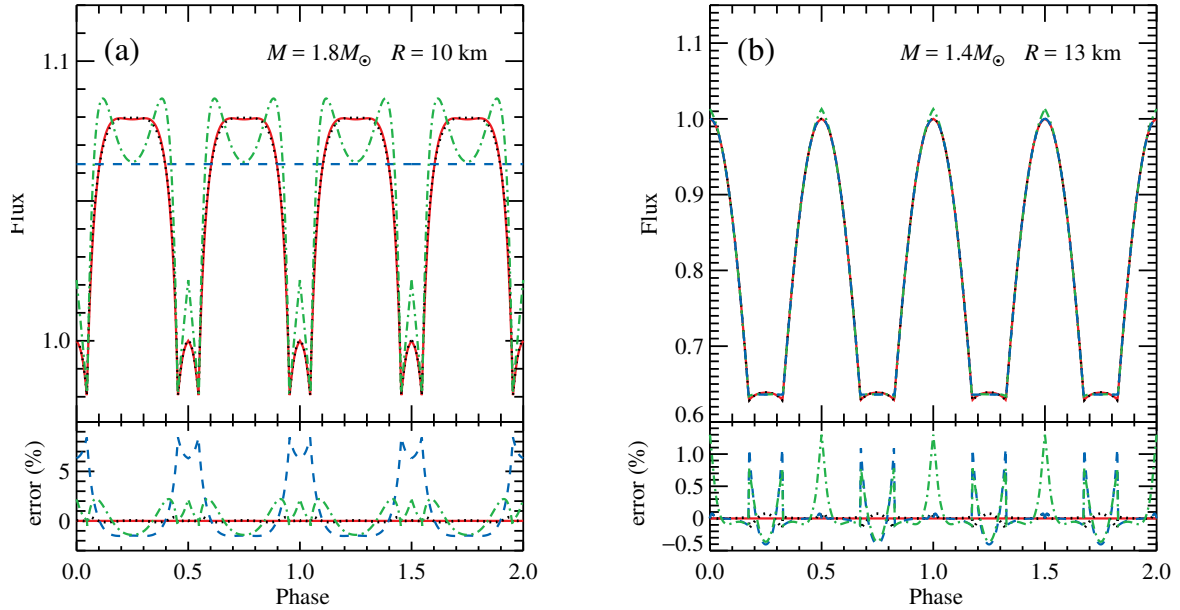 (a)
M = 1.8M☉ R = 10 km
1.1
1.0
Flux
5
0
error (%)
0.0 0.5 1.0 1.5 2.0
Phase
(b)
M = 1.4M☉ R = 13 km
1.1
1.0
0.9
0.8
0.7
0.6
Flux
1.0
0.5
0
−0.5
error (%)
0.0 0.5 1.0 1.5 2.0
Phase